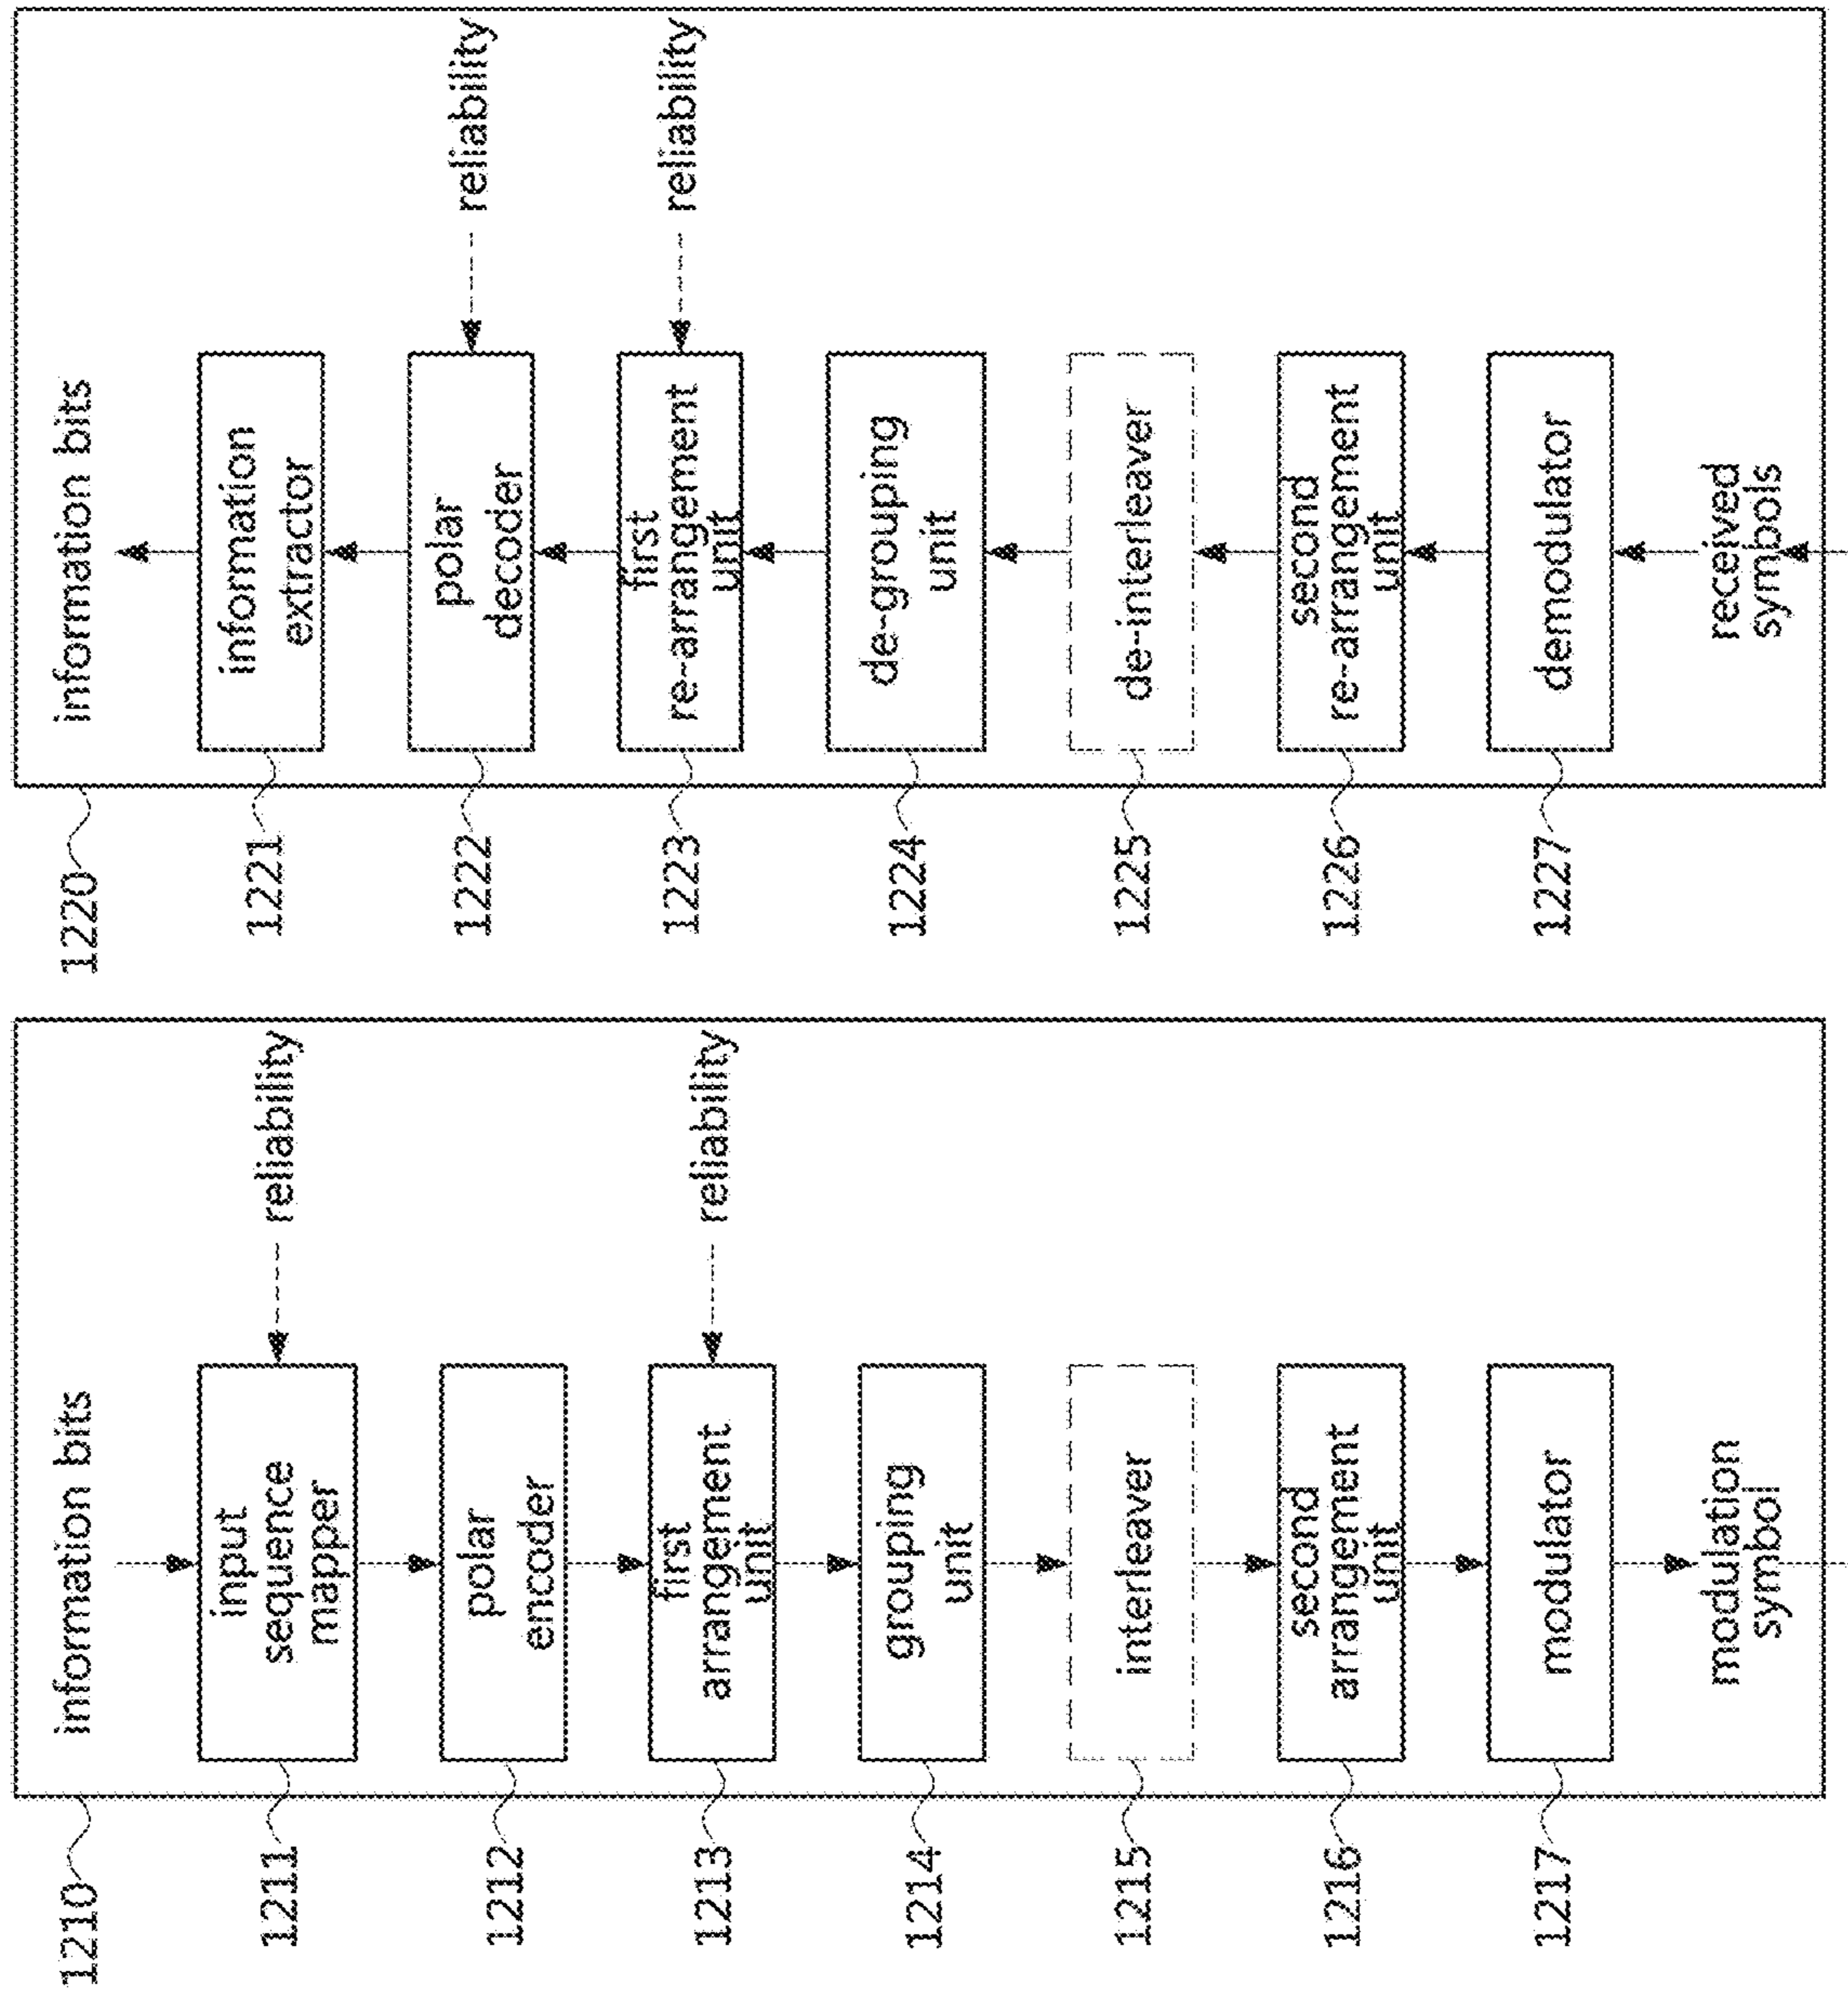 1210
information bits
1211
input
sequence
mapper
reliability
1212
polar
encoder
1213
first
arrangement
unit
reliability
1214
grouping
unit
1215
interleaver
1216
second
arrangement
unit
1217
modulator
modulation
symbol
1220
information bits
1221
information
extractor
1222
polar
decoder
reliability
1223
first
re-arrangement
unit
reliability
1224
de-grouping
unit
1225
de-interleaver
1226
second
re-arrangement
unit
1227
demodulator
received
symbols